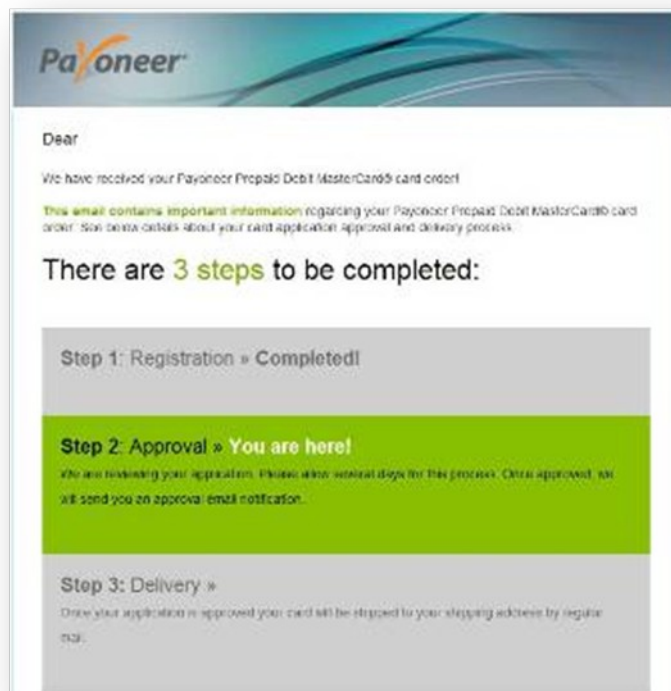 Payoneer
Dear
We have received your Payoneer Prepaid Debit MasterCard® card order!
This email contains important information regarding your Payoneer Prepaid Debit MasterCard® card
order. See below details about your card application approval and delivery process.
There are 3 steps to be completed:
Step 1: Registration » Completed!
Step 2: Approval » You are here!
We are reviewing your application. Please allow several days for this process. Once approved, we
will send you an approval email notification.
Step 3: Delivery »
Once your application is approved your card will be shipped to your shipping address by regular
mail.